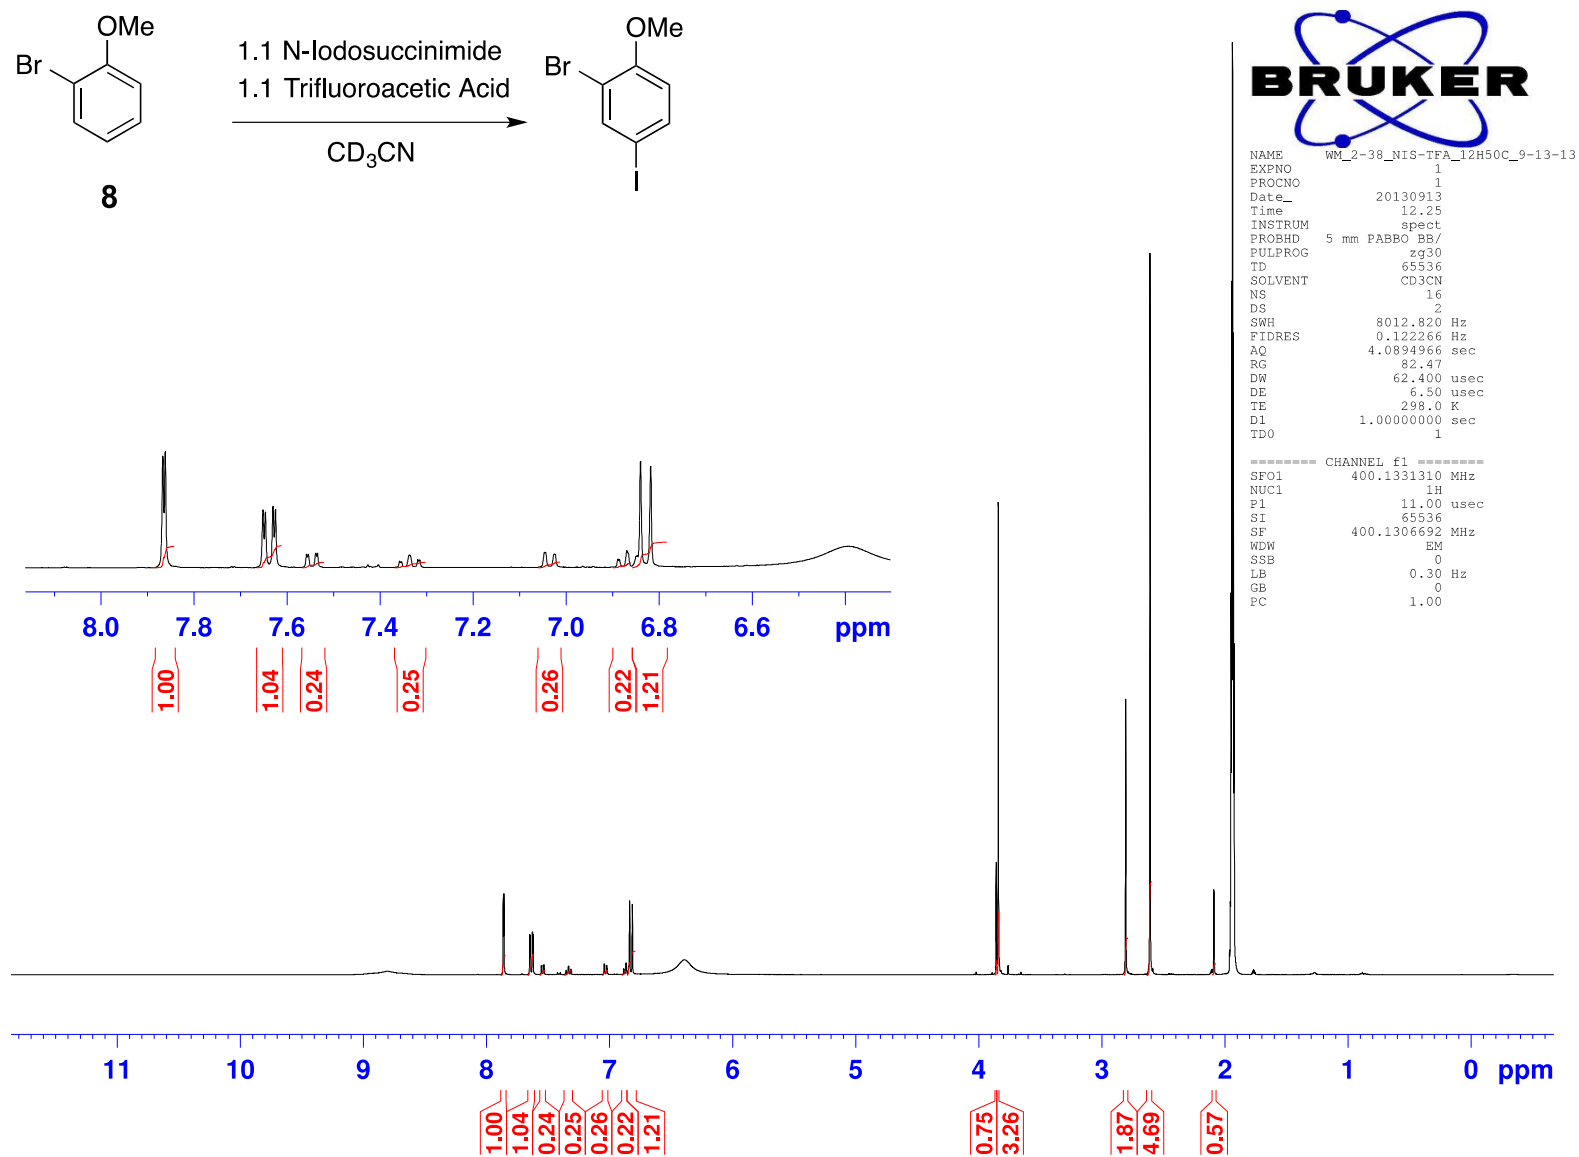 OMe
Br
8
1.1 N-Iodosuccinimide
1.1 Trifluoroacetic Acid
CD3CN
OMe
Br
I
BRUKER
NAME WM_2-38_NIS-TFA_12H50C_9-13-13
EXPNO 1
PROCNO 1
Date_ 20130913
Time 12.25
INSTRUM spect
PROBHD 5 mm PABBO BB/
PULPROG zg30
TD 65536
SOLVENT CD3CN
NS 16
DS 2
SWH 8012.820 Hz
FIDRES 0.122266 Hz
AQ 4.0894966 sec
RG 82.47
DW 62.400 usec
DE 6.50 usec
TE 298.0 K
D1 1.00000000 sec
TD0 1
======== CHANNEL f1 ========
SFO1 400.1331310 MHz
NUC1 1H
P1 11.00 usec
SI 65536
SF 400.1306692 MHz
WDW EM
SSB 0
LB 0.30 Hz
GB 0
PC 1.00
8.0 7.8 7.6 7.4 7.2 7.0 6.8 6.6 ppm
1.00 1.04 0.24 0.25 0.26 0.22 1.21
11 10 9 8 7 6 5 4 3 2 1 0 ppm
1.00 1.04 0.24 0.25 0.26 0.22 1.21 0.75 3.26 1.87 4.69 0.57